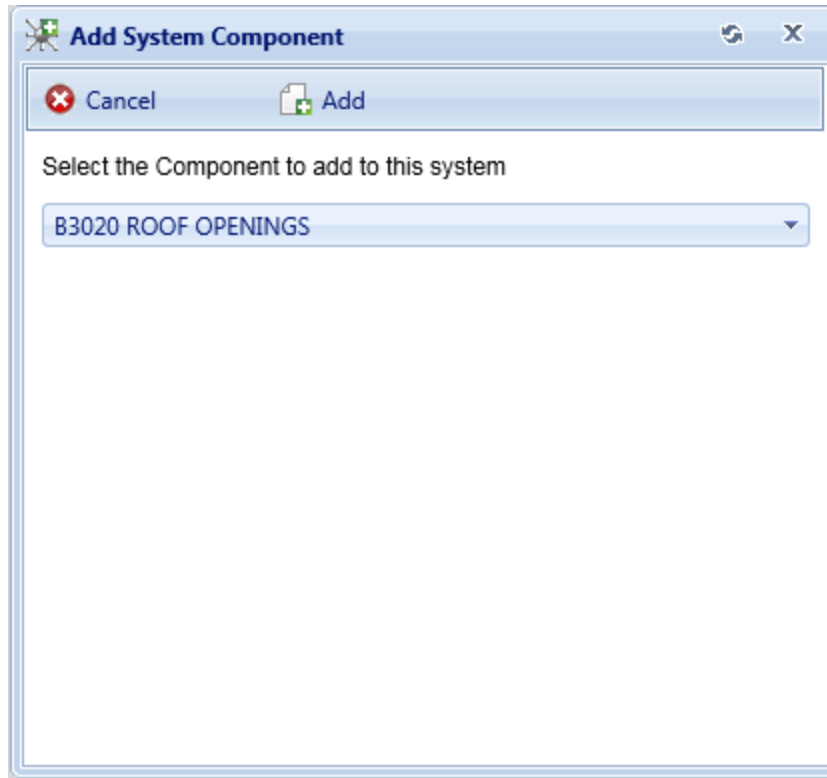 Add System Component
Cancel Add
Select the Component to add to this system
B3020 ROOF OPENINGS